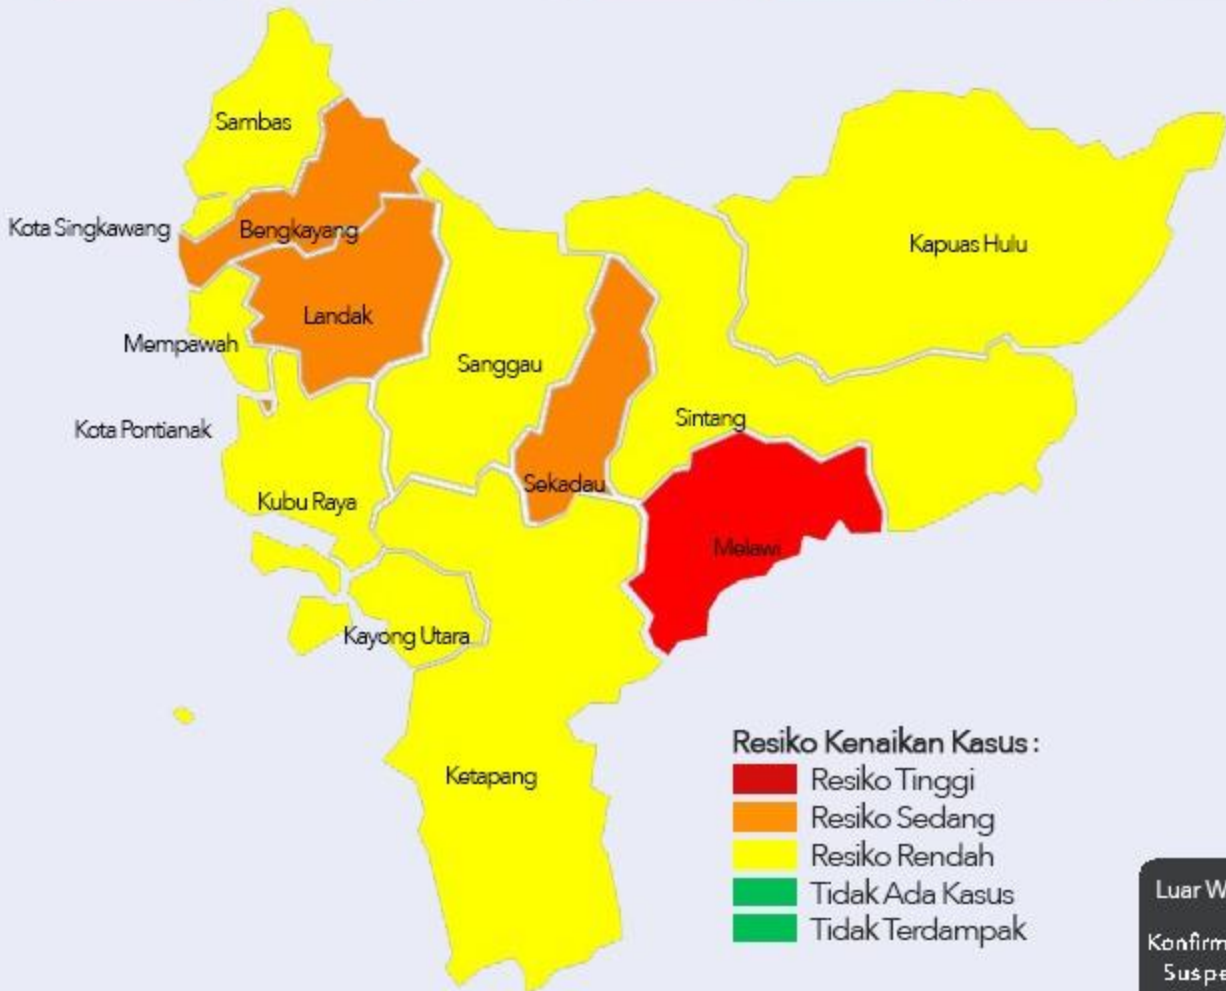 Sambas
Kota Singkawang
Bengkayang
Kapuas Hulu
Landak
Mempawah
Sanggau
Sintang
Kota Pontianak
Sekadau
Kubu Raya
Melawi
Kayong Utara
Ketapang
Resiko Kenaikan Kasus :
Resiko Tinggi
Resiko Sedang
Resiko Rendah
Tidak Ada Kasus
Tidak Terdampak
Luar